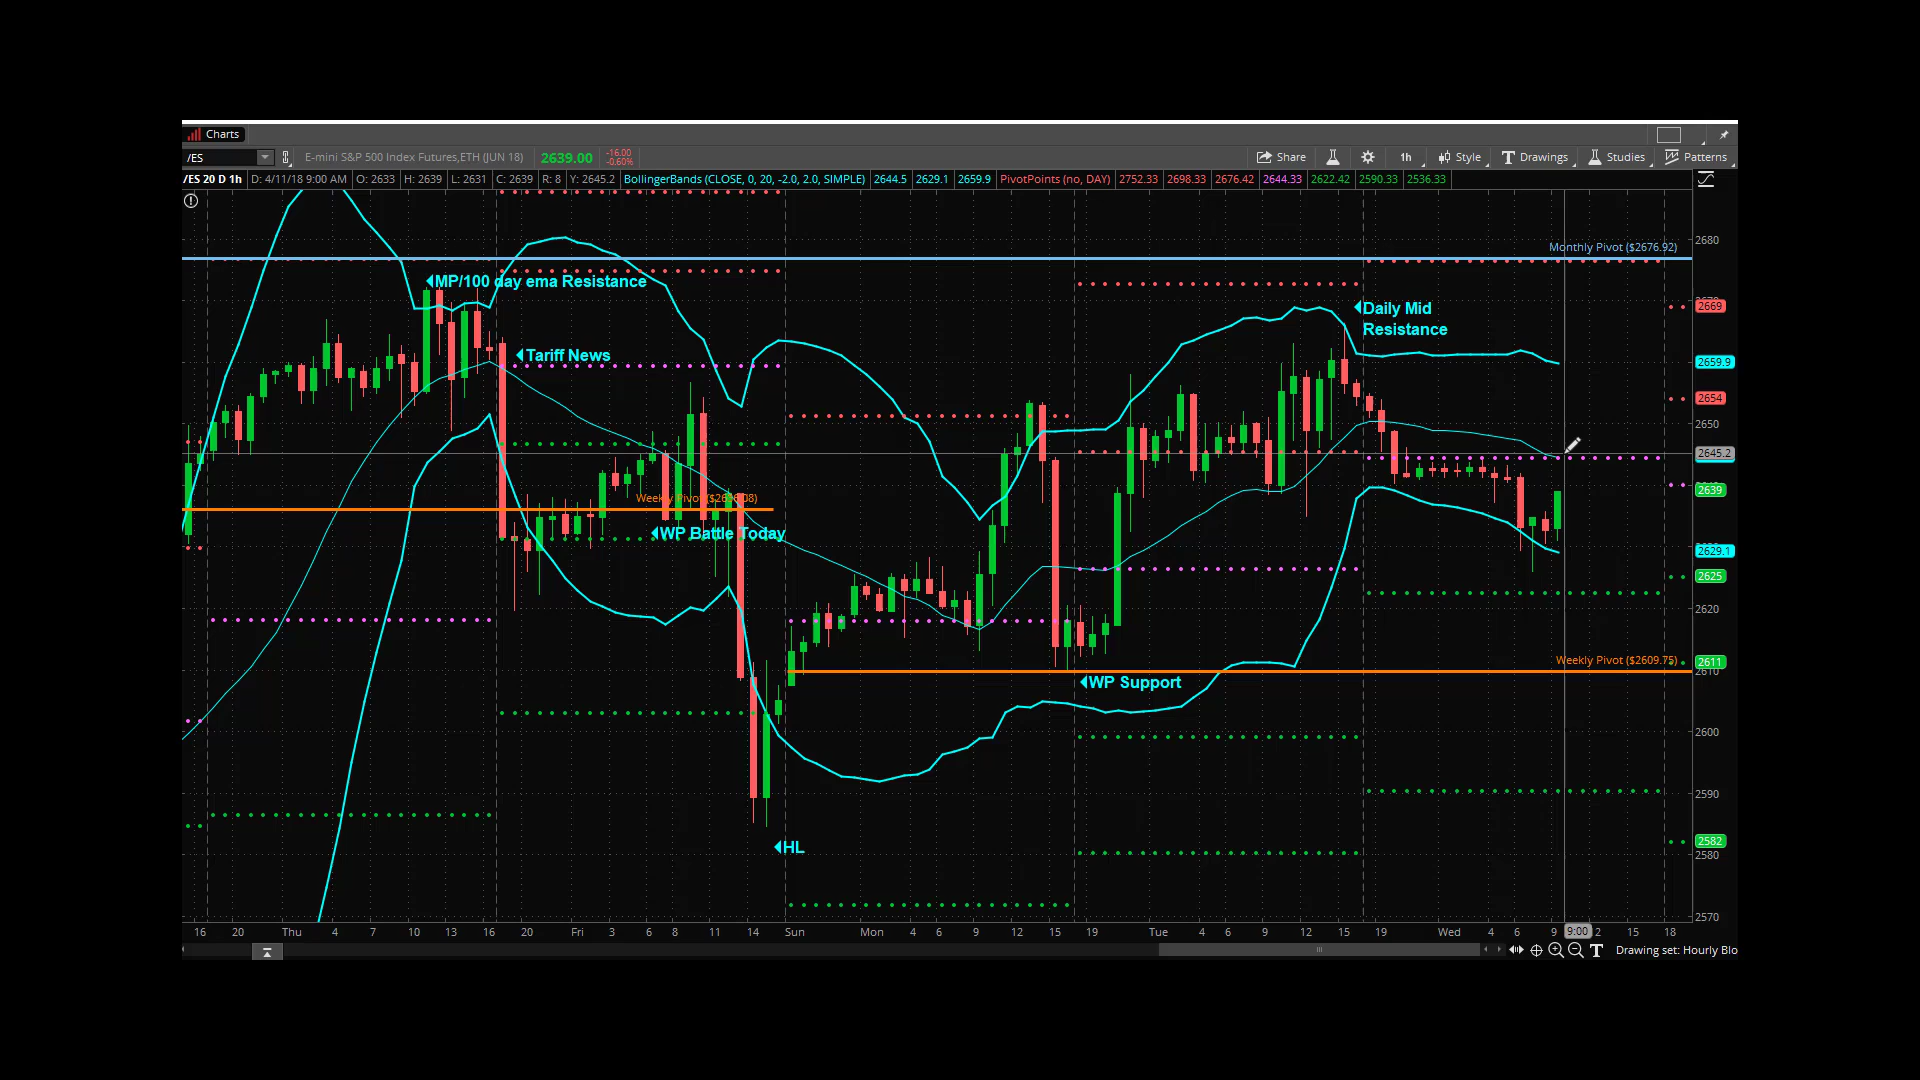 Charts
/ES
E-mini S&P 500 Index Futures,ETH (JUN 18)
2639.00
-16.00
-0.60%
Share
1h
Style
Drawings
Studies
Patterns
/ES 20 D 1h
D: 4/11/18 9:00 AM
O: 2633
H: 2639
L: 2631
C: 2639
R: 8
Y: 2645.2
BollingerBands (CLOSE, 0, 20, -2.0, 2.0, SIMPLE)
2644.5
2629.1
2659.9
PivotPoints (no, DAY)
2752.33
2698.33
2676.42
2644.33
2622.42
2590.33
2536.33
Monthly Pivot ($2676.92)
MP/100 day ema Resistance
Tariff News
Daily Mid
Resistance
WP Battle Today
Weekly Pivot ($2609.75)
WP Support
HL
2680
2669
2659.9
2654
2650
2645.2
2639
2629.1
2625
2620
2611
2610
2600
2590
2582
2580
2570
16 20 Thu 4 7 10 13 16 20 Fri 3 6 8 11 14 Sun Mon 4 6 9 12 15 19 Tue 4 6 9 12 15 19 Wed 4 6 9 9:00 2 15 18
Drawing set: Hourly Blo